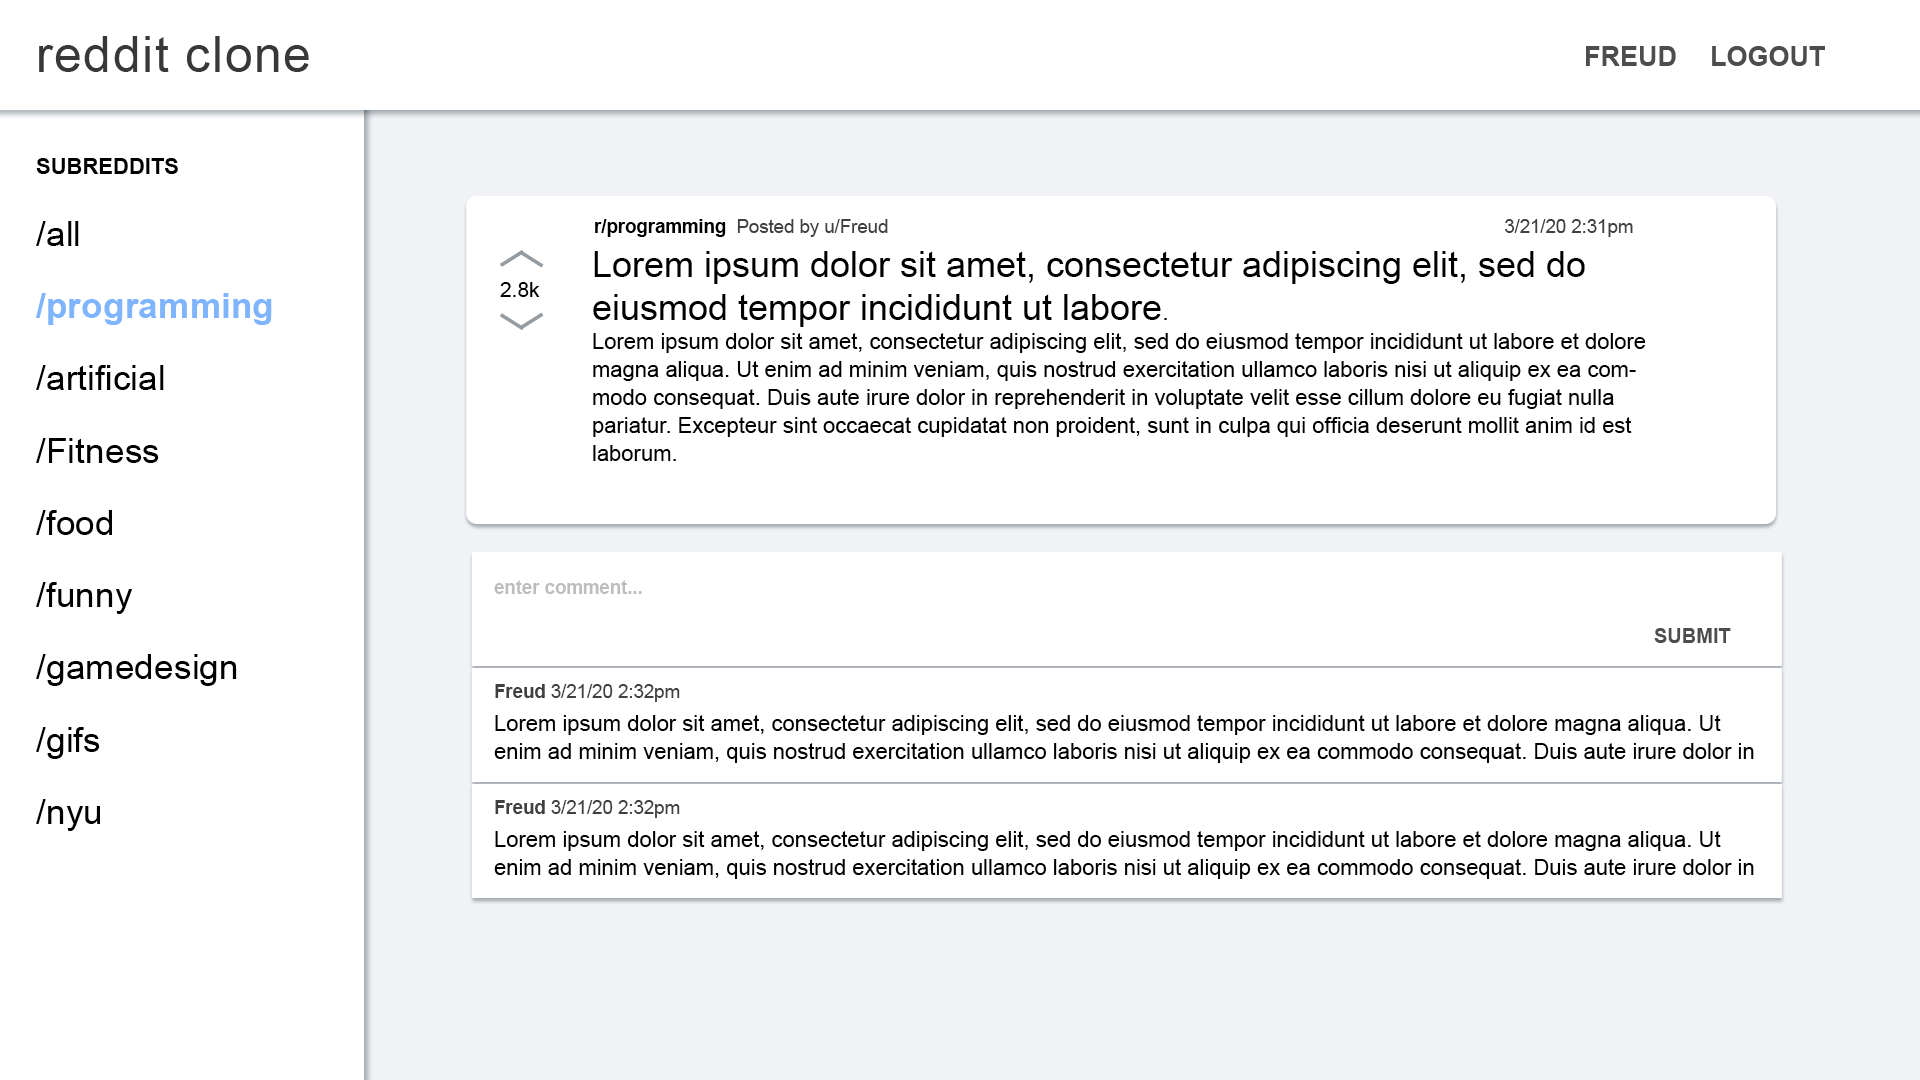 reddit clone
FREUD LOGOUT
SUBREDDITS
/all
/programming
/artificial
/Fitness
/food
/funny
/gamedesign
/gifs
/nyu
r/programming Posted by u/Freud 3/21/20 2:31pm
2.8k
Lorem ipsum dolor sit amet, consectetur adipiscing elit, sed do
eiusmod tempor incididunt ut labore.
Lorem ipsum dolor sit amet, consectetur adipiscing elit, sed do eiusmod tempor incididunt ut labore et dolore
magna aliqua. Ut enim ad minim veniam, quis nostrud exercitation ullamco laboris nisi ut aliquip ex ea com-
modo consequat. Duis aute irure dolor in reprehenderit in voluptate velit esse cillum dolore eu fugiat nulla
pariatur. Excepteur sint occaecat cupidatat non proident, sunt in culpa qui officia deserunt mollit anim id est
laborum.
enter comment...
SUBMIT
Freud 3/21/20 2:32pm
Lorem ipsum dolor sit amet, consectetur adipiscing elit, sed do eiusmod tempor incididunt ut labore et dolore magna aliqua. Ut
enim ad minim veniam, quis nostrud exercitation ullamco laboris nisi ut aliquip ex ea commodo consequat. Duis aute irure dolor in
Freud 3/21/20 2:32pm
Lorem ipsum dolor sit amet, consectetur adipiscing elit, sed do eiusmod tempor incididunt ut labore et dolore magna aliqua. Ut
enim ad minim veniam, quis nostrud exercitation ullamco laboris nisi ut aliquip ex ea commodo consequat. Duis aute irure dolor in